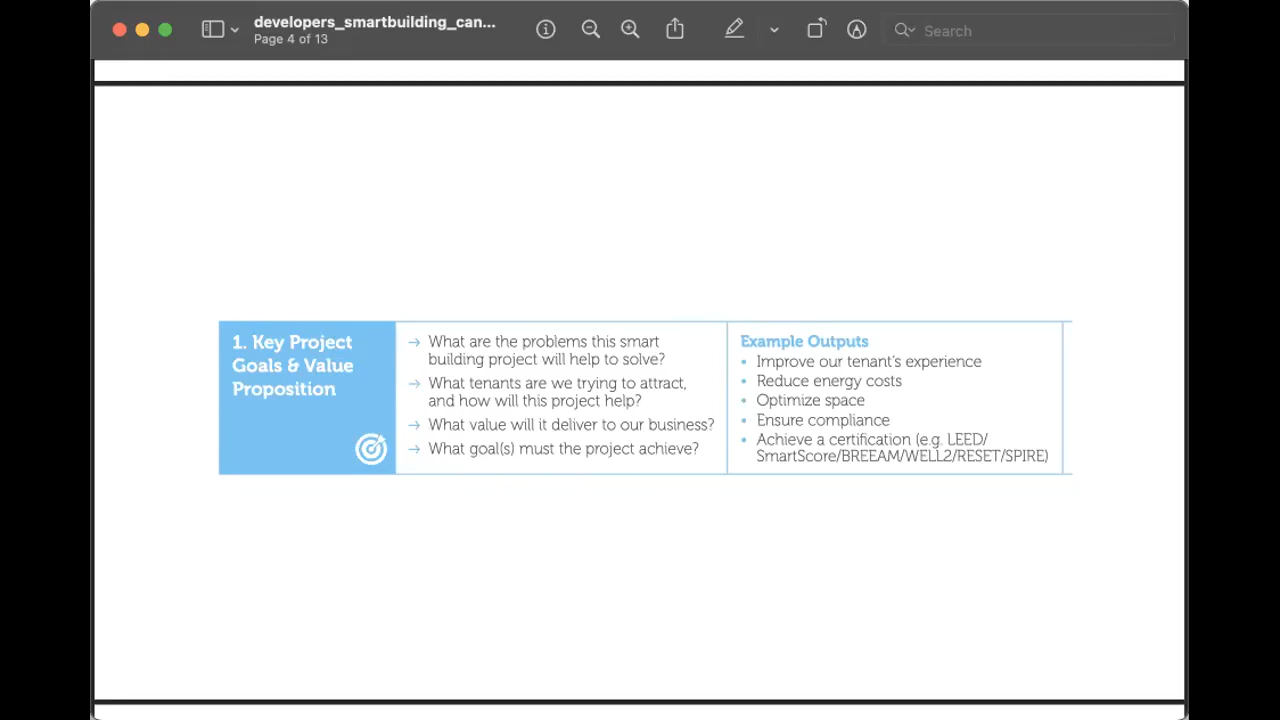 developers_smartbuilding_can...
Page 4 of 13
Search
1. Key Project
Goals & Value
Proposition
→ What are the problems this smart
building project will help to solve?
→ What tenants are we trying to attract,
and how will this project help?
→ What value will it deliver to our business?
→ What goal(s) must the project achieve?
Example Outputs
• Improve our tenant's experience
• Reduce energy costs
• Optimize space
• Ensure compliance
• Achieve a certification (e.g. LEED/
SmartScore/BREEAM/WELL2/RESET/SPIRE)